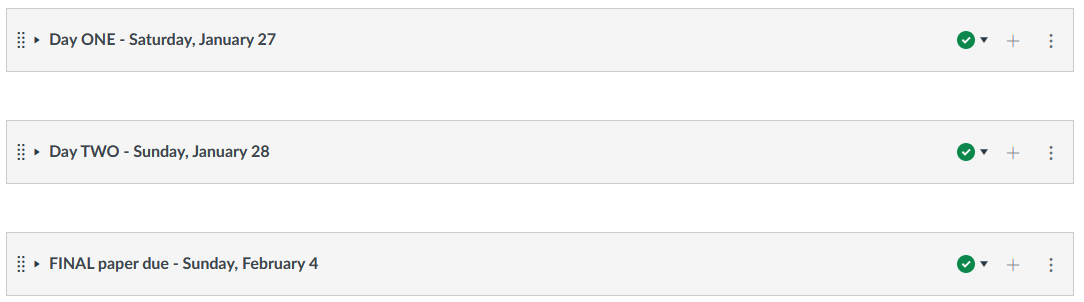 Day ONE - Saturday, January 27
Day TWO - Sunday, January 28
FINAL paper due - Sunday, February 4